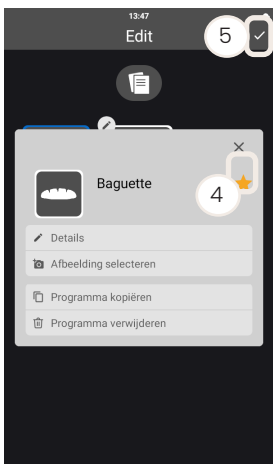 13:47
Edit
5
Baguette
4
Details
Afbeelding selecteren
Programma kopiëren
Programma verwijderen